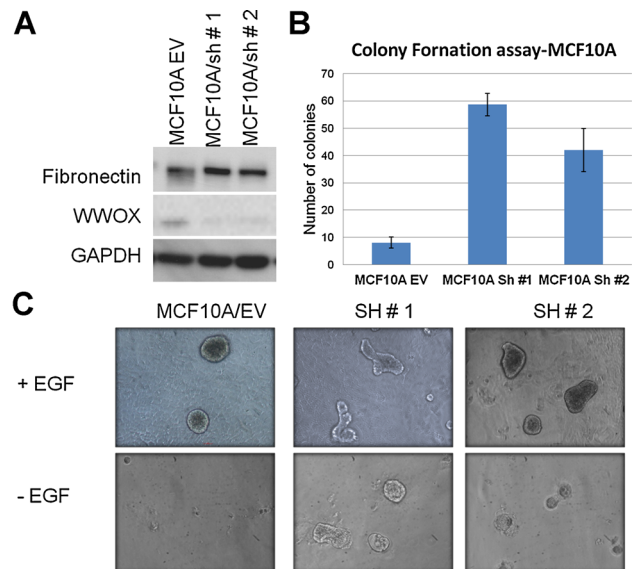 A
MCF10A EV
MCF10A/sh # 1
MCF10A/sh # 2
Fibronectin
WWOX
GAPDH
B
Colony Fornation assay-MCF10A
Number of colonies
70
60
50
40
30
20
10
0
MCF10A EV
MCF10A Sh #1
MCF10A Sh #2
C
MCF10A/EV
SH # 1
SH # 2
+ EGF
- EGF